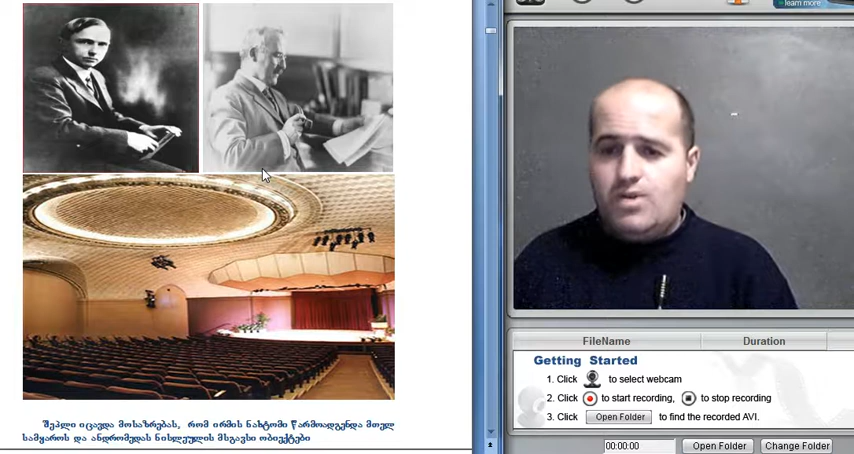 learn more
შეპლი იცავდა მოსაზრებას, რომ ირმის ნახტომი წარმოადგენდა მთელ
სამყაროს და ანდრომედას ნისლეულის მსგავსი ობიექტები
FileName Duration
Getting Started
1. Click to select webcam
2. Click to start recording, to stop recording
3. Click Open Folder to find the recorded AVI.
00:00:00 Open Folder Change Folder